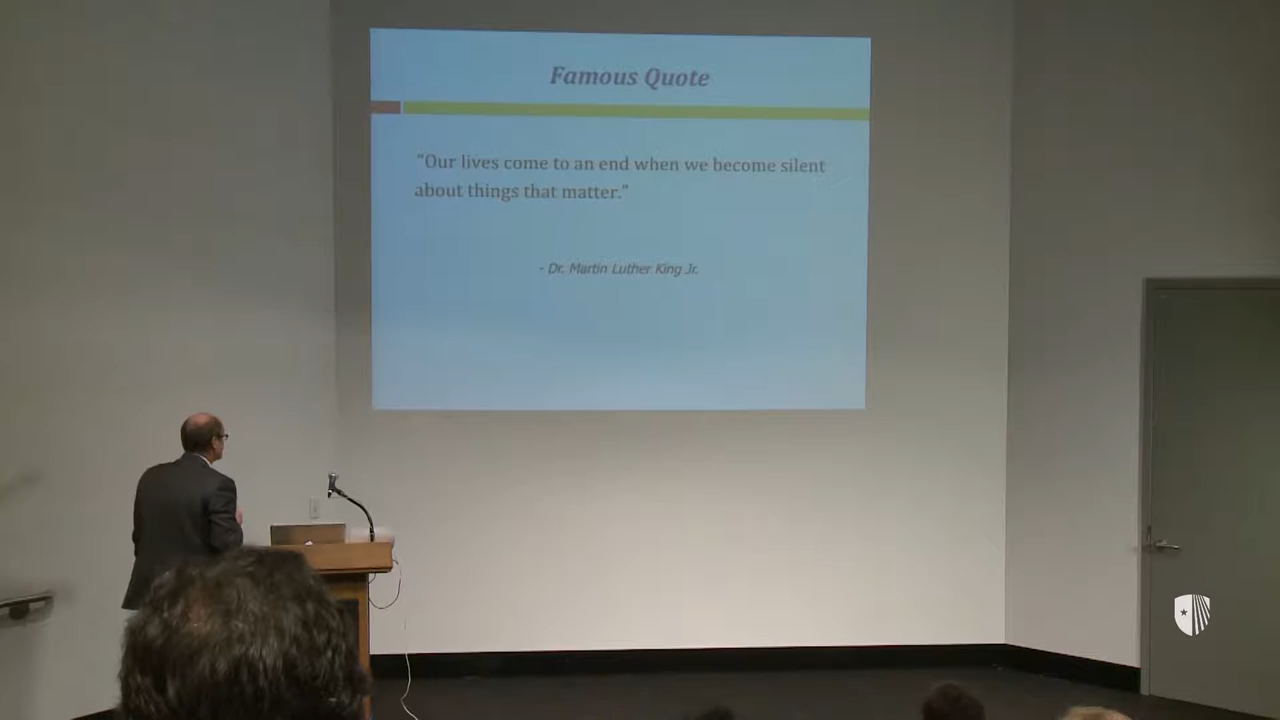 Famous Quote
"Our lives come to an end when we become silent
about things that matter."
- Dr. Martin Luther King Jr.